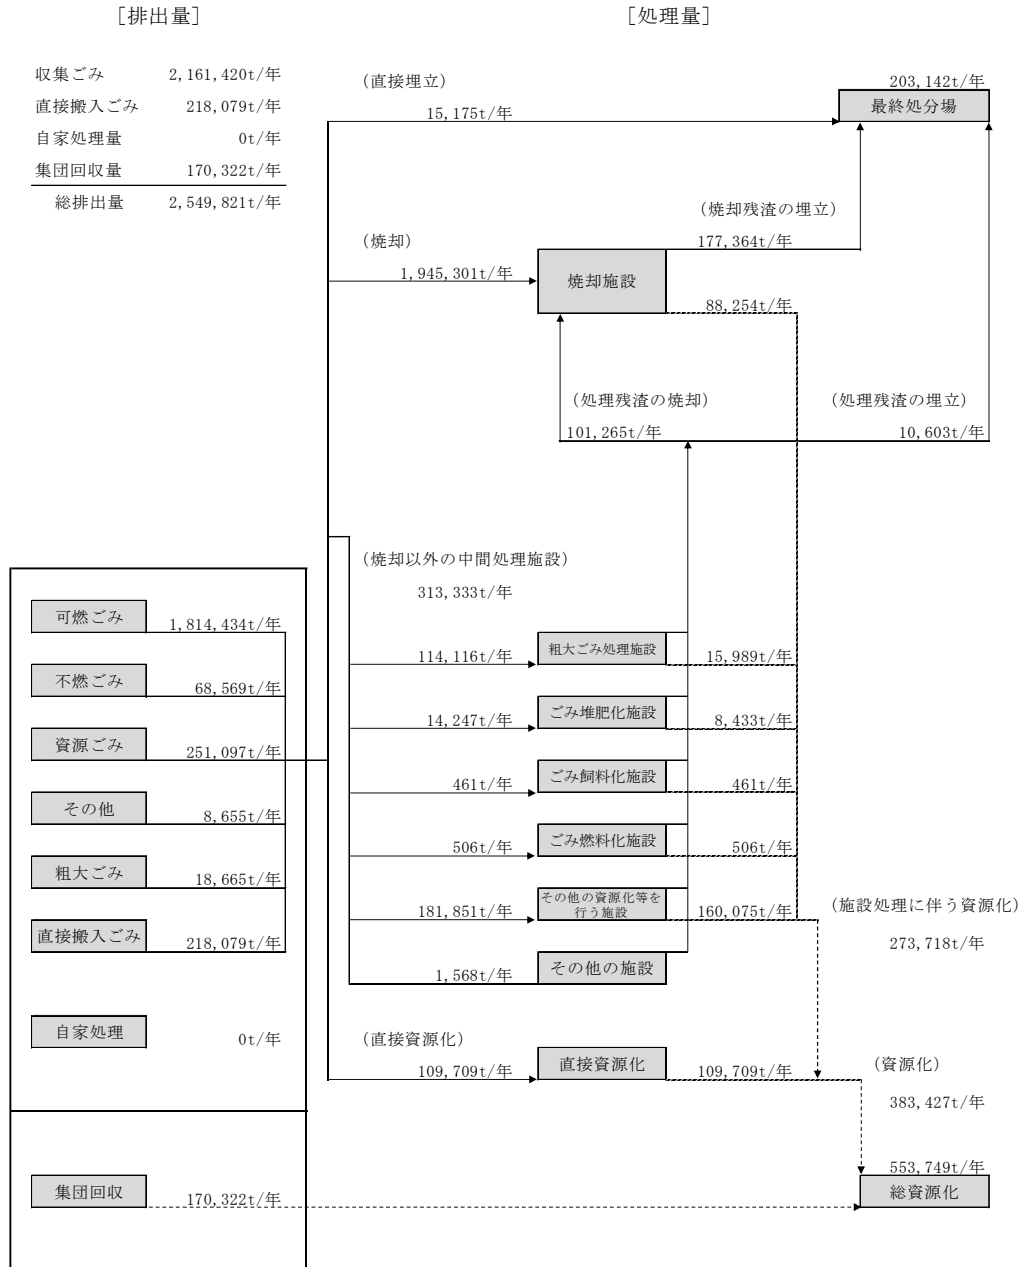 ［排出量］
［処理量］
収集ごみ 2,161,420t/年
直接搬入ごみ 218,079t/年
自家処理量 0t/年
集団回収量 170,322t/年
総排出量 2,549,821t/年
（直接埋立）
15,175t/年
203,142t/年
最終処分場
（焼却残渣の埋立）
177,364t/年
（焼却）
1,945,301t/年
焼却施設
88,254t/年
（処理残渣の焼却）
101,265t/年
（処理残渣の埋立）
10,603t/年
（焼却以外の中間処理施設）
313,333t/年
可燃ごみ
1,814,434t/年
不燃ごみ
68,569t/年
資源ごみ
251,097t/年
その他
8,655t/年
粗大ごみ
18,665t/年
直接搬入ごみ
218,079t/年
自家処理
0t/年
集団回収
170,322t/年
114,116t/年
粗大ごみ処理施設
15,989t/年
14,247t/年
ごみ堆肥化施設
8,433t/年
461t/年
ごみ飼料化施設
461t/年
506t/年
ごみ燃料化施設
506t/年
181,851t/年
その他の資源化等を
行う施設
160,075t/年
（施設処理に伴う資源化）
273,718t/年
1,568t/年
その他の施設
（直接資源化）
109,709t/年
直接資源化
109,709t/年
（資源化）
383,427t/年
553,749t/年
総資源化